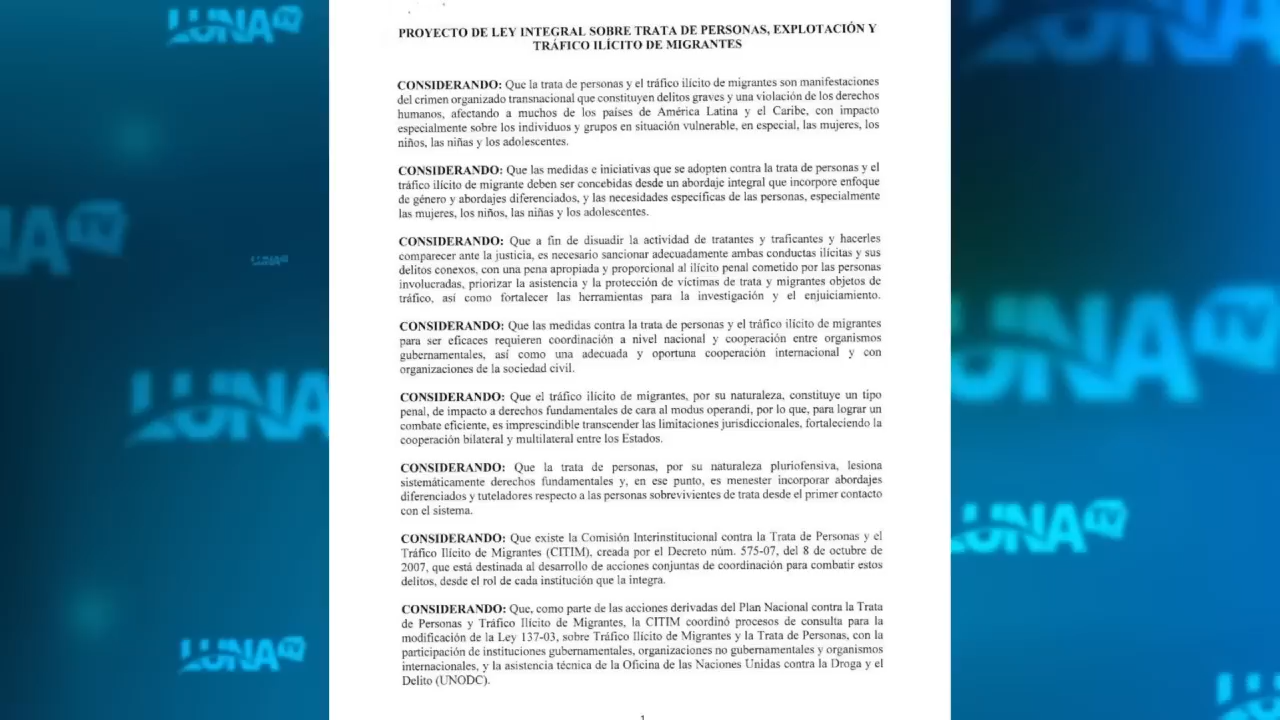 LUNA TV
PROYECTO DE LEY INTEGRAL SOBRE TRATA DE PERSONAS, EXPLOTACIÓN Y
TRÁFICO ILÍCITO DE MIGRANTES
CONSIDERANDO: Que la trata de personas y el tráfico ilícito de migrantes son manifestaciones
del crimen organizado transnacional que constituyen delitos graves y una violación de los derechos
humanos, afectando a muchos de los países de América Latina y el Caribe, con impacto
especialmente sobre los individuos y grupos en situación vulnerable, en especial, las mujeres, los
niños, las niñas y los adolescentes.
CONSIDERANDO: Que las medidas e iniciativas que se adopten contra la trata de personas y el
tráfico ilícito de migrante deben ser concebidas desde un abordaje integral que incorpore enfoque
de género y abordajes diferenciados, y las necesidades específicas de las personas, especialmente
las mujeres, los niños, las niñas y los adolescentes.
CONSIDERANDO: Que a fin de disuadir la actividad de tratantes y traficantes y hacerles
comparecer ante la justicia, es necesario sancionar adecuadamente ambas conductas ilícitas y sus
delitos conexos, con una pena apropiada y proporcional al ilícito penal cometido por las personas
involucradas, priorizar la asistencia y la protección de víctimas de trata y migrantes objetos de
tráfico, así como fortalecer las herramientas para la investigación y el enjuiciamiento.
CONSIDERANDO: Que las medidas contra la trata de personas y el tráfico ilícito de migrantes
para ser eficaces requieren coordinación a nivel nacional y cooperación entre organismos
gubernamentales, así como una adecuada y oportuna cooperación internacional y con
organizaciones de la sociedad civil.
CONSIDERANDO: Que el tráfico ilícito de migrantes, por su naturaleza, constituye un tipo
penal, de impacto a derechos fundamentales de cara al modus operandi, por lo que, para lograr un
combate eficiente, es imprescindible transcender las limitaciones jurisdiccionales, fortaleciendo la
cooperación bilateral y multilateral entre los Estados.
CONSIDERANDO: Que la trata de personas, por su naturaleza pluriofensiva, lesiona
sistemáticamente derechos fundamentales y, en ese punto, es menester incorporar abordajes
diferenciados y tuteladores respecto a las personas sobrevivientes de trata desde el primer contacto
con el sistema.
CONSIDERANDO: Que existe la Comisión Interinstitucional contra la Trata de Personas y el
Tráfico Ilícito de Migrantes (CITIM), creada por el Decreto núm. 575-07, del 8 de octubre de
2007, que está destinada al desarrollo de acciones conjuntas de coordinación para combatir estos
delitos, desde el rol de cada institución que la integra.
CONSIDERANDO: Que, como parte de las acciones derivadas del Plan Nacional contra la Trata
de Personas y Tráfico Ilícito de Migrantes, la CITIM coordinó procesos de consulta para la
modificación de la Ley 137-03, sobre Tráfico Ilícito de Migrantes y la Trata de Personas, con la
participación de instituciones gubernamentales, organizaciones no gubernamentales y organismos
internacionales, y la asistencia técnica de la Oficina de las Naciones Unidas contra la Droga y el
Delito (UNODC).
LUNA TV
LUNA
LUNA TV
LUNA TV
LUNA TV